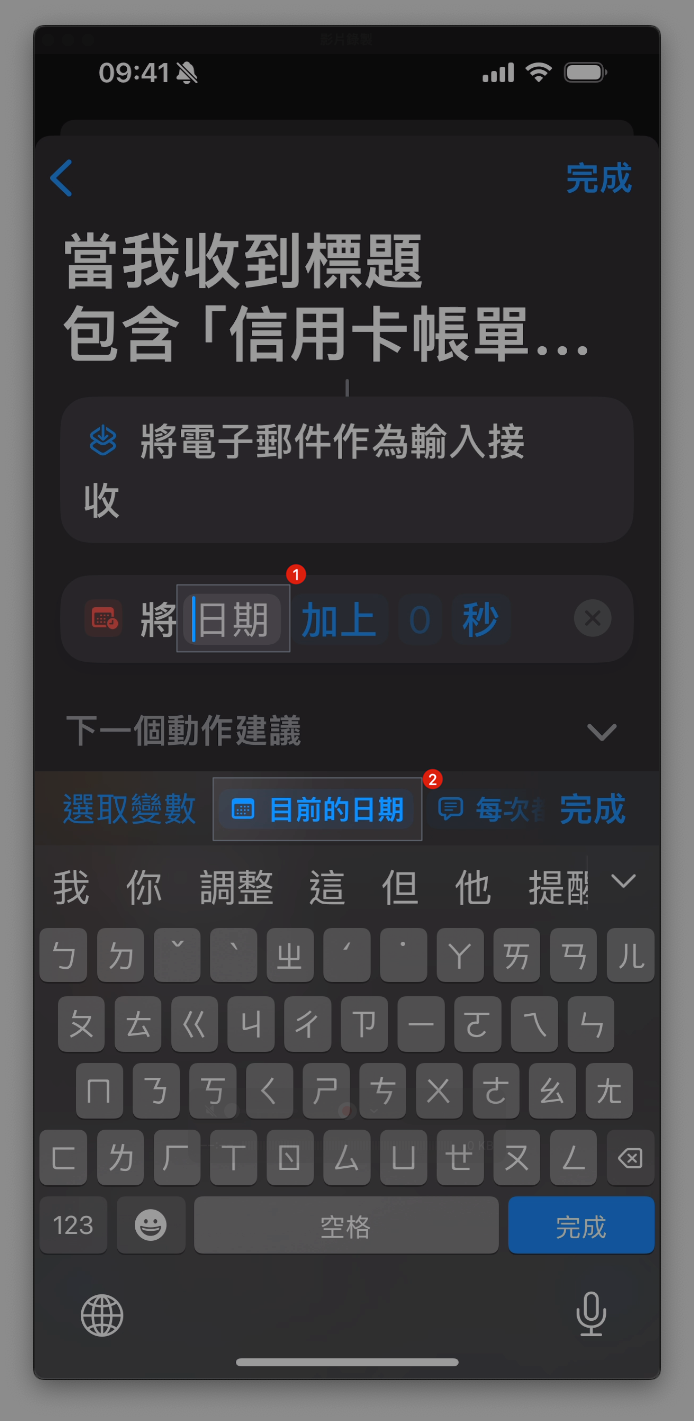 09:41
完成
當我收到標題
包含「信用卡帳單...
將電子郵件作為輸入接
收
1
將 日期 加上 0 秒
下一個動作建議
2
選取變數 目前的日期 每次 完成
我 你 調整 這 但 他 提醒
ㄅ ㄉ ˇ ˋ ㄓ ˊ ˙ ㄚ ㄞ ㄢ ㄦ
ㄆ ㄊ ㄍ ㄐ ㄔ ㄗ ㄧ ㄛ ㄟ ㄣ
ㄇ ㄋ ㄎ ㄑ ㄕ ㄘ ㄨ ㄜ ㄠ ㄤ
ㄈ ㄌ ㄏ ㄒ ㄖ ㄙ ㄩ ㄝ ㄡ ㄥ
123 空格 完成